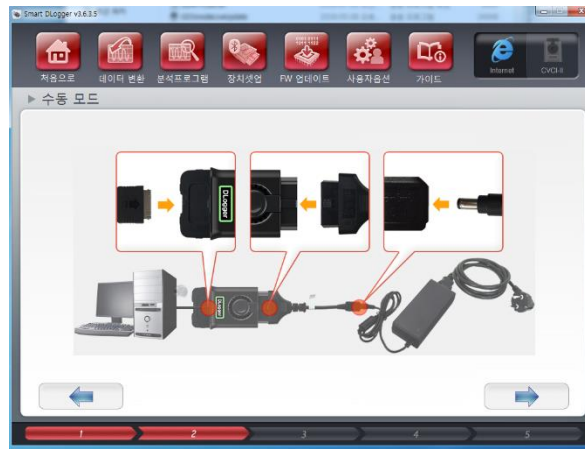 Smart DLogger v3.6.3.5
처음으로
데이터 변환
분석프로그램
장치셋업
FW 업데이트
사용자옵션
가이드
Internet
CVCI-II
▶ 수동 모드
DLogger
DLogger
1
2
3
4
5